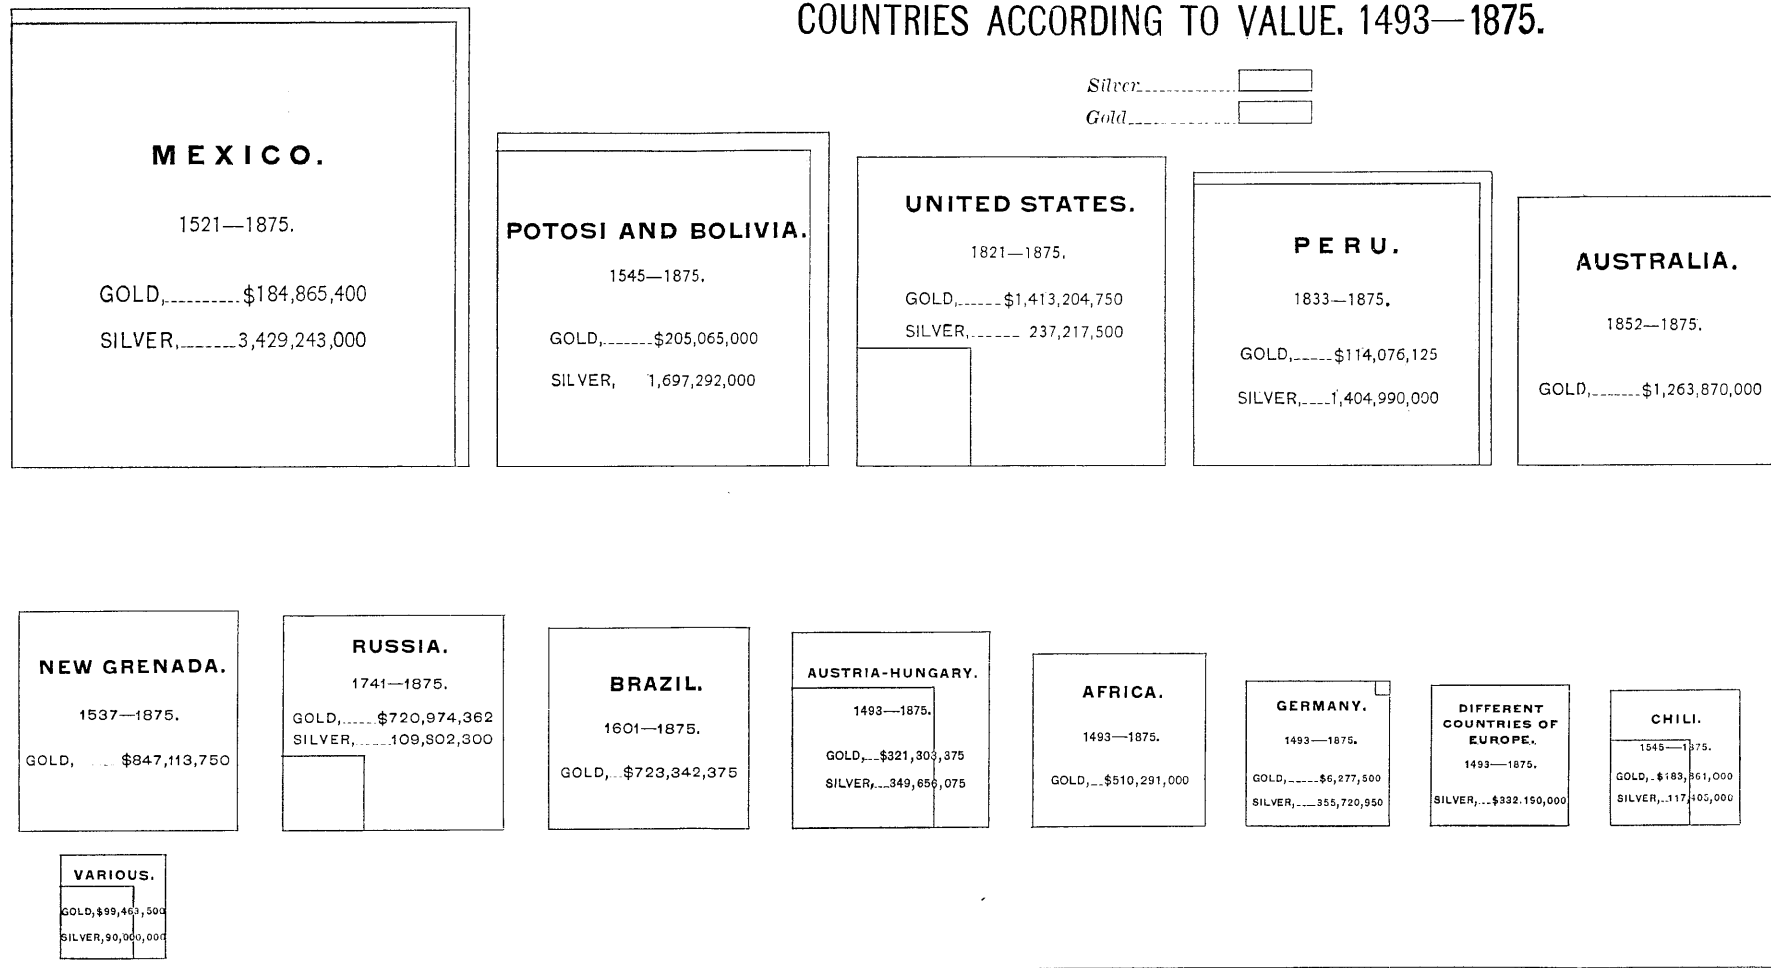 COUNTRIES ACCORDING TO VALUE. 1493—1875.
Silver
Gold
MEXICO.
1521—1875.
GOLD, $184,865,400
SILVER, 3,429,243,000
POTOSI AND BOLIVIA.
1545—1875.
GOLD, $205,065,000
SILVER, 1,697,292,000
UNITED STATES.
1821—1875.
GOLD, $1,413,204,750
SILVER, 237,217,500
PERU.
1833—1875.
GOLD, $114,076,125
SILVER, 1,404,990,000
AUSTRALIA.
1852—1875.
GOLD, $1,263,870,000
NEW GRENADA.
1537—1875.
GOLD, $847,113,750
RUSSIA.
1741—1875.
GOLD, $720,974,362
SILVER, 109,802,300
BRAZIL.
1601—1875.
GOLD, $723,342,375
AUSTRIA-HUNGARY.
1493—1875.
GOLD, $321,303,375
SILVER, 349,656,075
AFRICA.
1493—1875.
GOLD, $510,291,000
GERMANY.
1493—1875.
GOLD, $6,277,500
SILVER, 355,720,950
DIFFERENT
COUNTRIES OF
EUROPE.
1493—1875.
SILVER, $332.190,000
CHILI.
1545—1875.
GOLD, $183,861,000
SILVER, 117,405,000
VARIOUS.
GOLD, $99,463,500
SILVER, 90,000,000